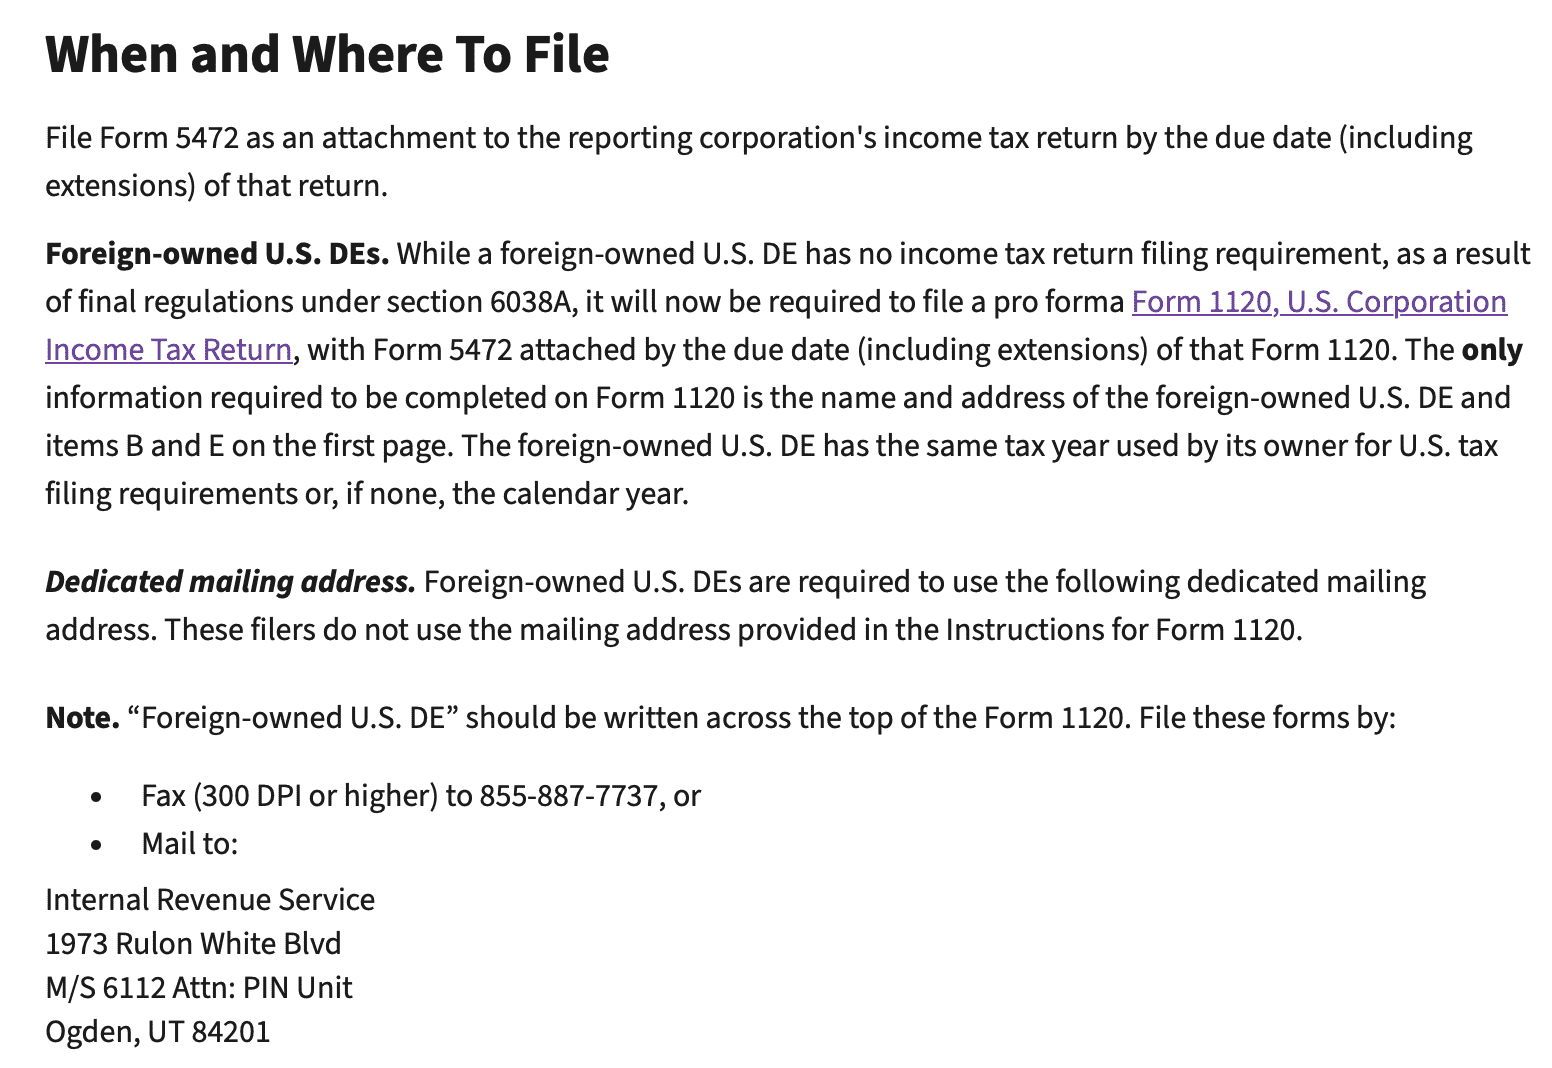 When and Where To File
File Form 5472 as an attachment to the reporting corporation's income tax return by the due date (including
extensions) of that return.
Foreign-owned U.S. DEs. While a foreign-owned U.S. DE has no income tax return filing requirement, as a result
of final regulations under section 6038A, it will now be required to file a pro forma Form 1120, U.S. Corporation
Income Tax Return, with Form 5472 attached by the due date (including extensions) of that Form 1120. The only
information required to be completed on Form 1120 is the name and address of the foreign-owned U.S. DE and
items B and E on the first page. The foreign-owned U.S. DE has the same tax year used by its owner for U.S. tax
filing requirements or, if none, the calendar year.
Dedicated mailing address. Foreign-owned U.S. DEs are required to use the following dedicated mailing
address. These filers do not use the mailing address provided in the Instructions for Form 1120.
Note. “Foreign-owned U.S. DE” should be written across the top of the Form 1120. File these forms by:
• Fax (300 DPI or higher) to 855-887-7737, or
• Mail to:
Internal Revenue Service
1973 Rulon White Blvd
M/S 6112 Attn: PIN Unit
Ogden, UT 84201